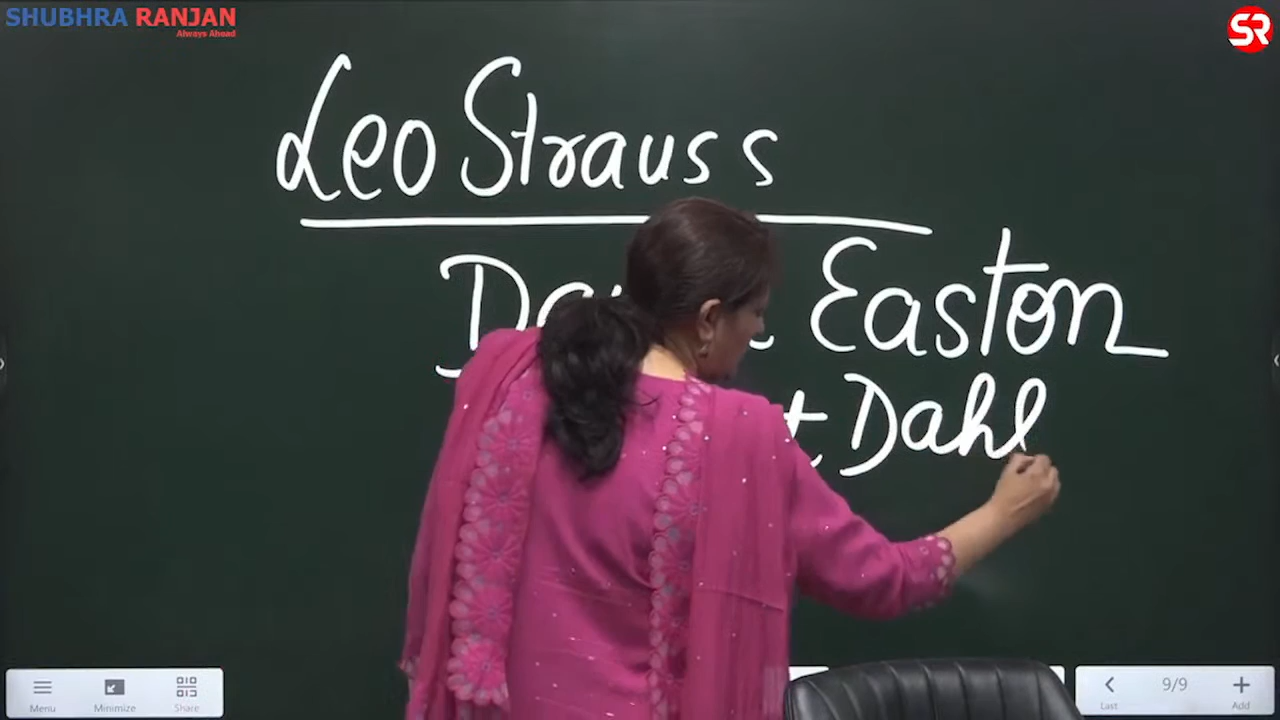 SHUBHRA RANJAN
Always Ahead
SR
Leo Strauss
Easton
Dahl
Menu
Minimize
Share
Last
9/9
Add